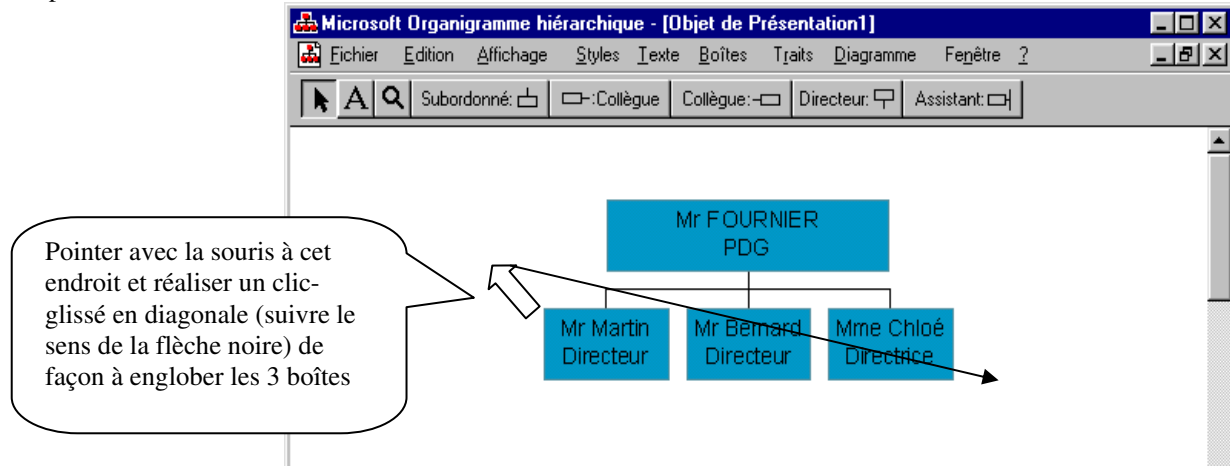 Microsoft Organigramme hiérarchique - [Objet de Présentation1]
Fichier Edition Affichage Styles Texte Boîtes Traits Diagramme Fenêtre ?
A Subordonné: :Collègue Collègue: Directeur: Assistant:
Mr FOURNIER
PDG
Mr Martin Mr Bernard Mme Chloé
Directeur Directeur Directrice
Pointer avec la souris à cet
endroit et réaliser un clic-
glissé en diagonale (suivre le
sens de la flèche noire) de
façon à englober les 3 boîtes